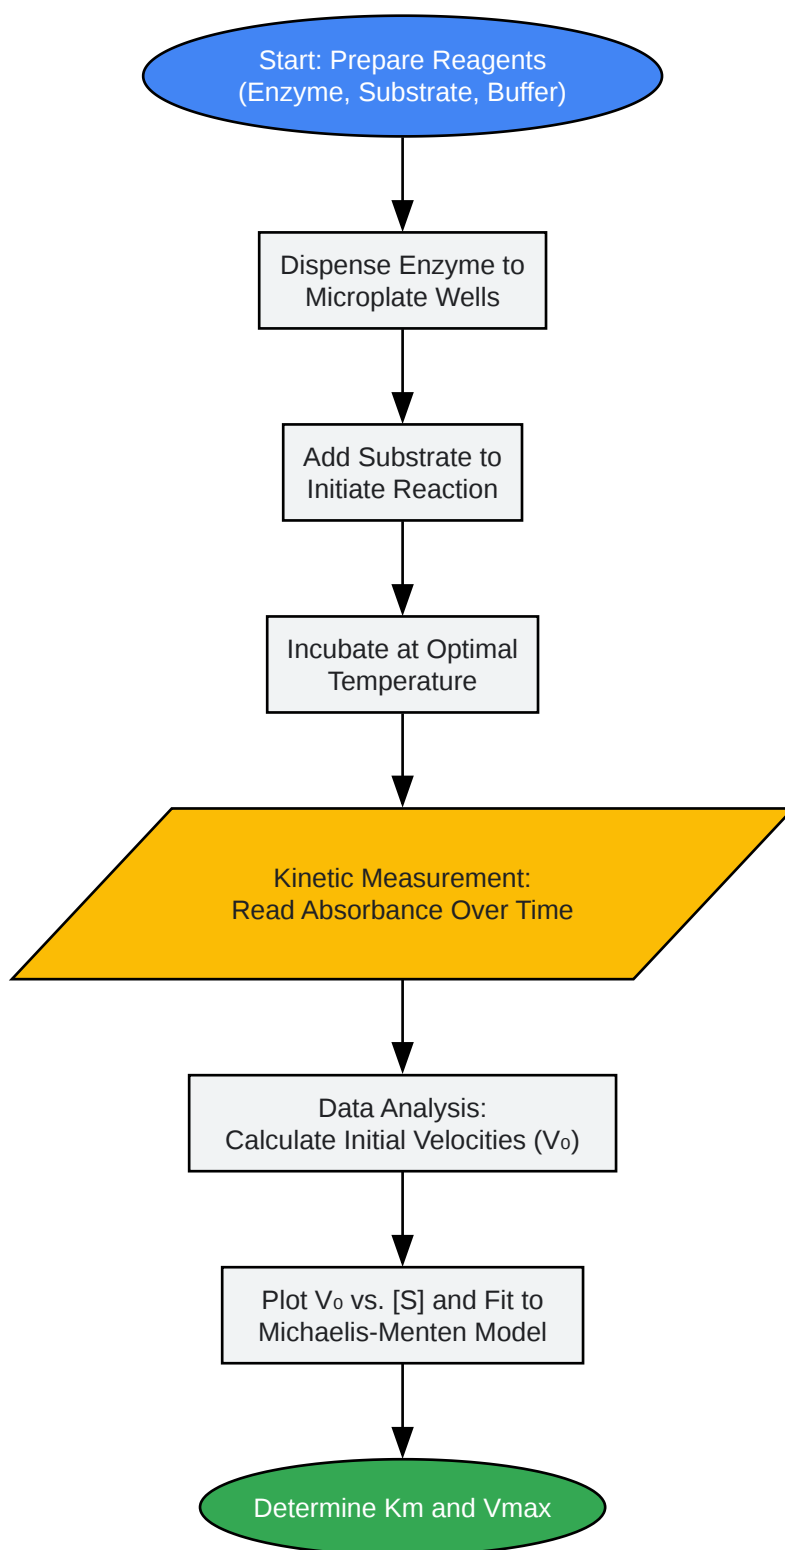 Start: Prepare Reagents
(Enzyme, Substrate, Buffer)
Dispense Enzyme to
Microplate Wells
Add Substrate to
Initiate Reaction
Incubate at Optimal
Temperature
Kinetic Measurement:
Read Absorbance Over Time
Data Analysis:
Calculate Initial Velocities (V₀)
Plot V₀ vs. [S] and Fit to
Michaelis-Menten Model
Determine Km and Vmax